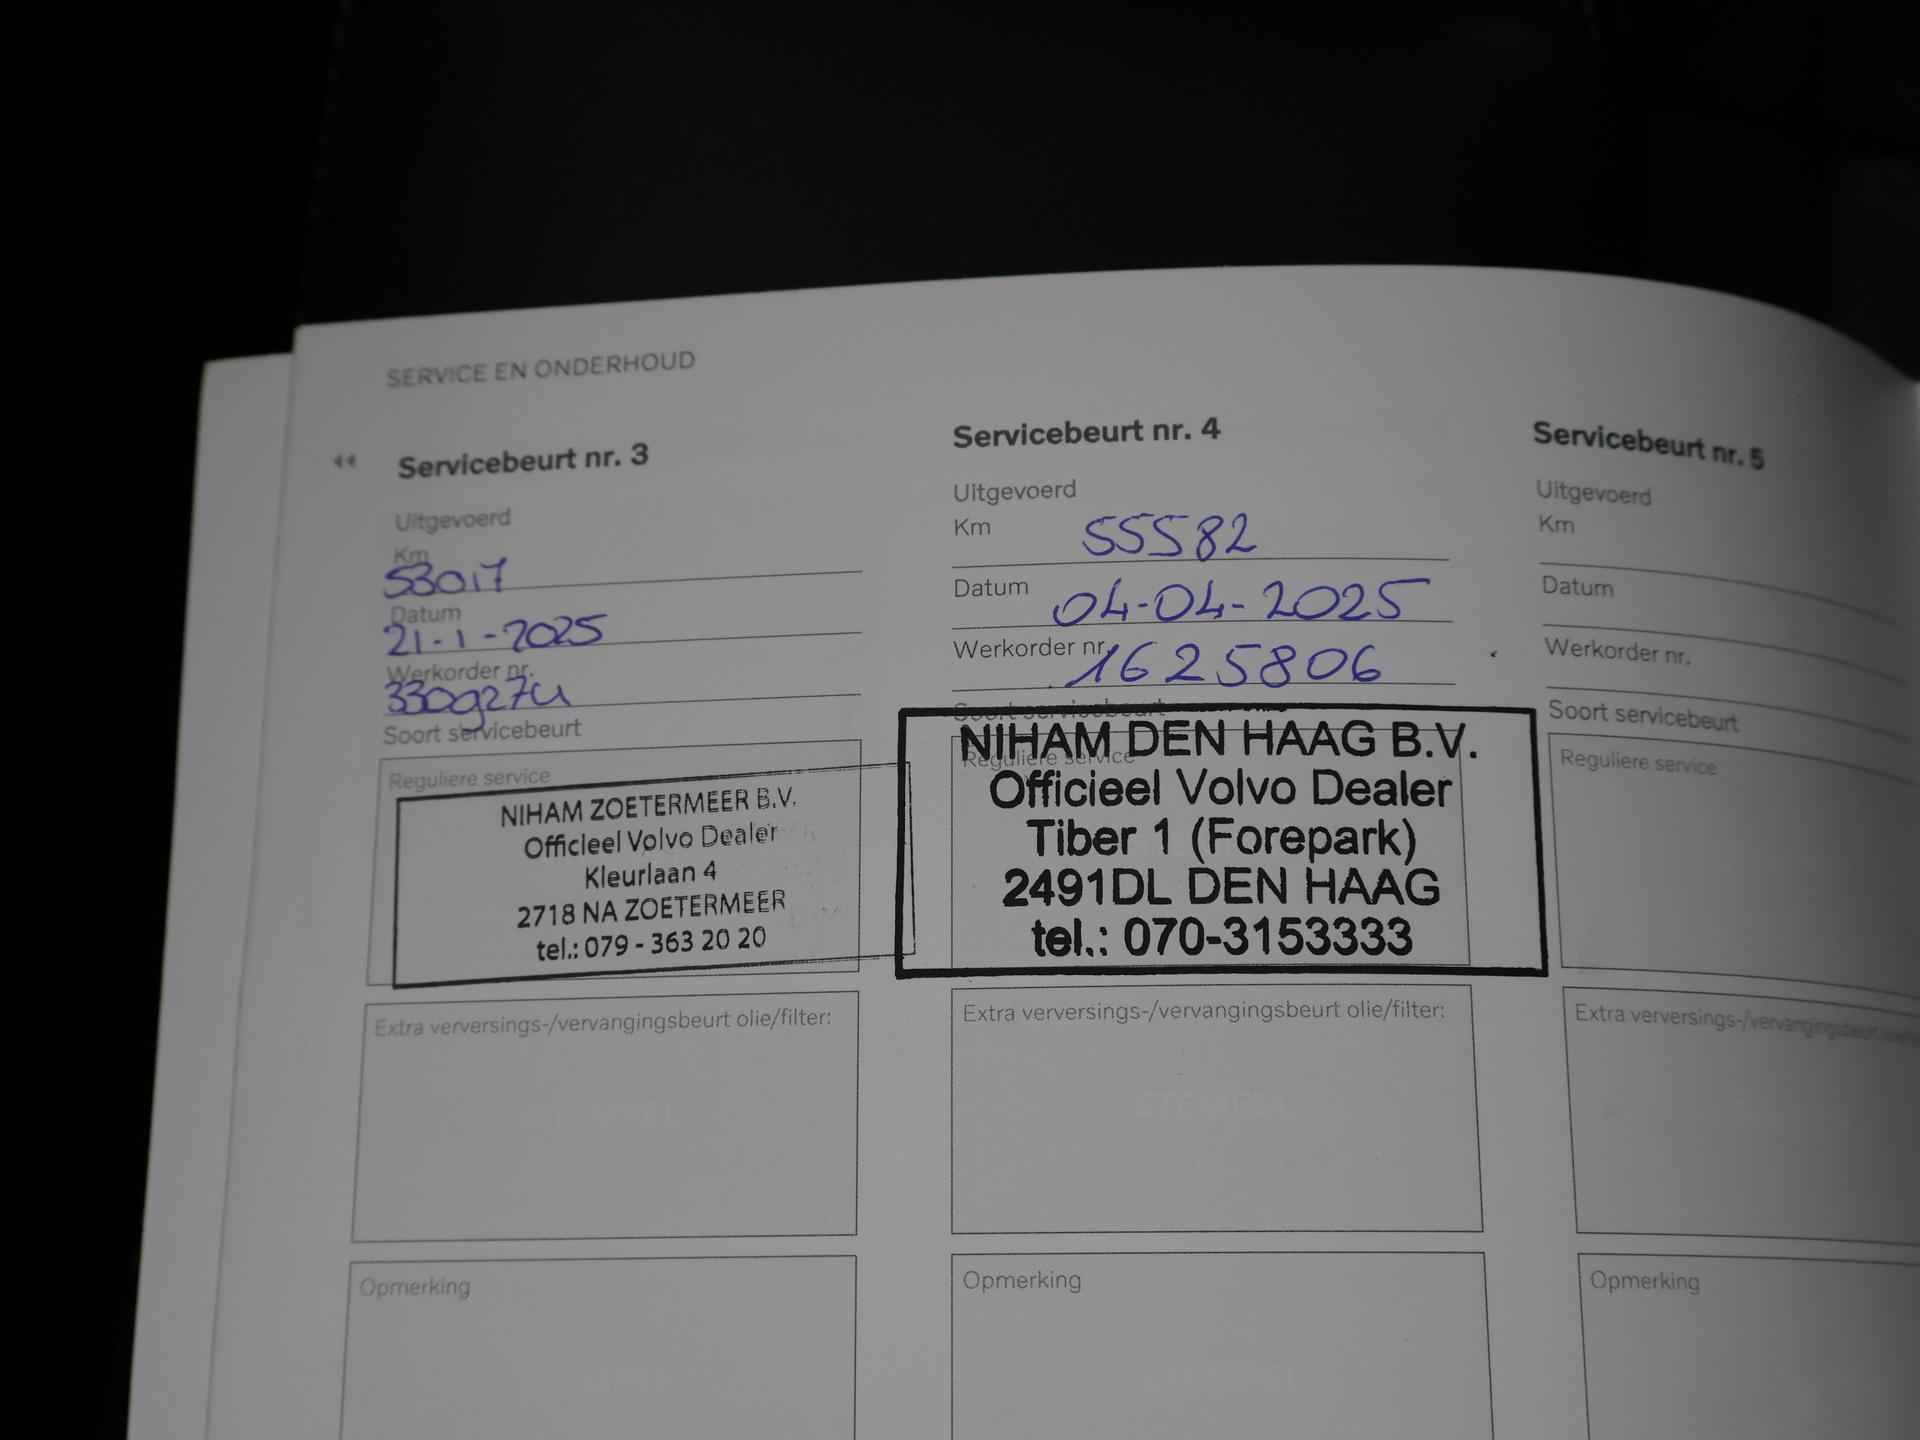 SERVICE EN ONDERHOUD
Servicebeurt nr. 3
Uitgevoerd
Km
53017
Datum
21-1-2025
Werkorder nr.
Soort servicebeurt
Reguliere service
NIHAM ZOETERMEER B.V.
Officieel Volvo Dealer
Kleurlaan 4
2718 NA ZOETERMEER
tel.: 079 - 363 20 20
Extra verversings-/vervangingsbeurt olie/filter:
Opmerking
Servicebeurt nr. 4
Uitgevoerd
Km 55582
Datum 04-04-2025
Werkorder nr. 1625806
Soort servicebeurt
Reguliere service
NIHAM DEN HAAG B.V.
Officieel Volvo Dealer
Tiber 1 (Forepark)
2491DL DEN HAAG
tel.: 070-3153333
Extra verversings-/vervangingsbeurt olie/filter:
Opmerking
Servicebeurt nr. 5
Uitgevoerd
Km
Datum
Werkorder nr.
Soort servicebeurt
Reguliere service
Extra verversings-/vervangingsbeurt
Opmerking